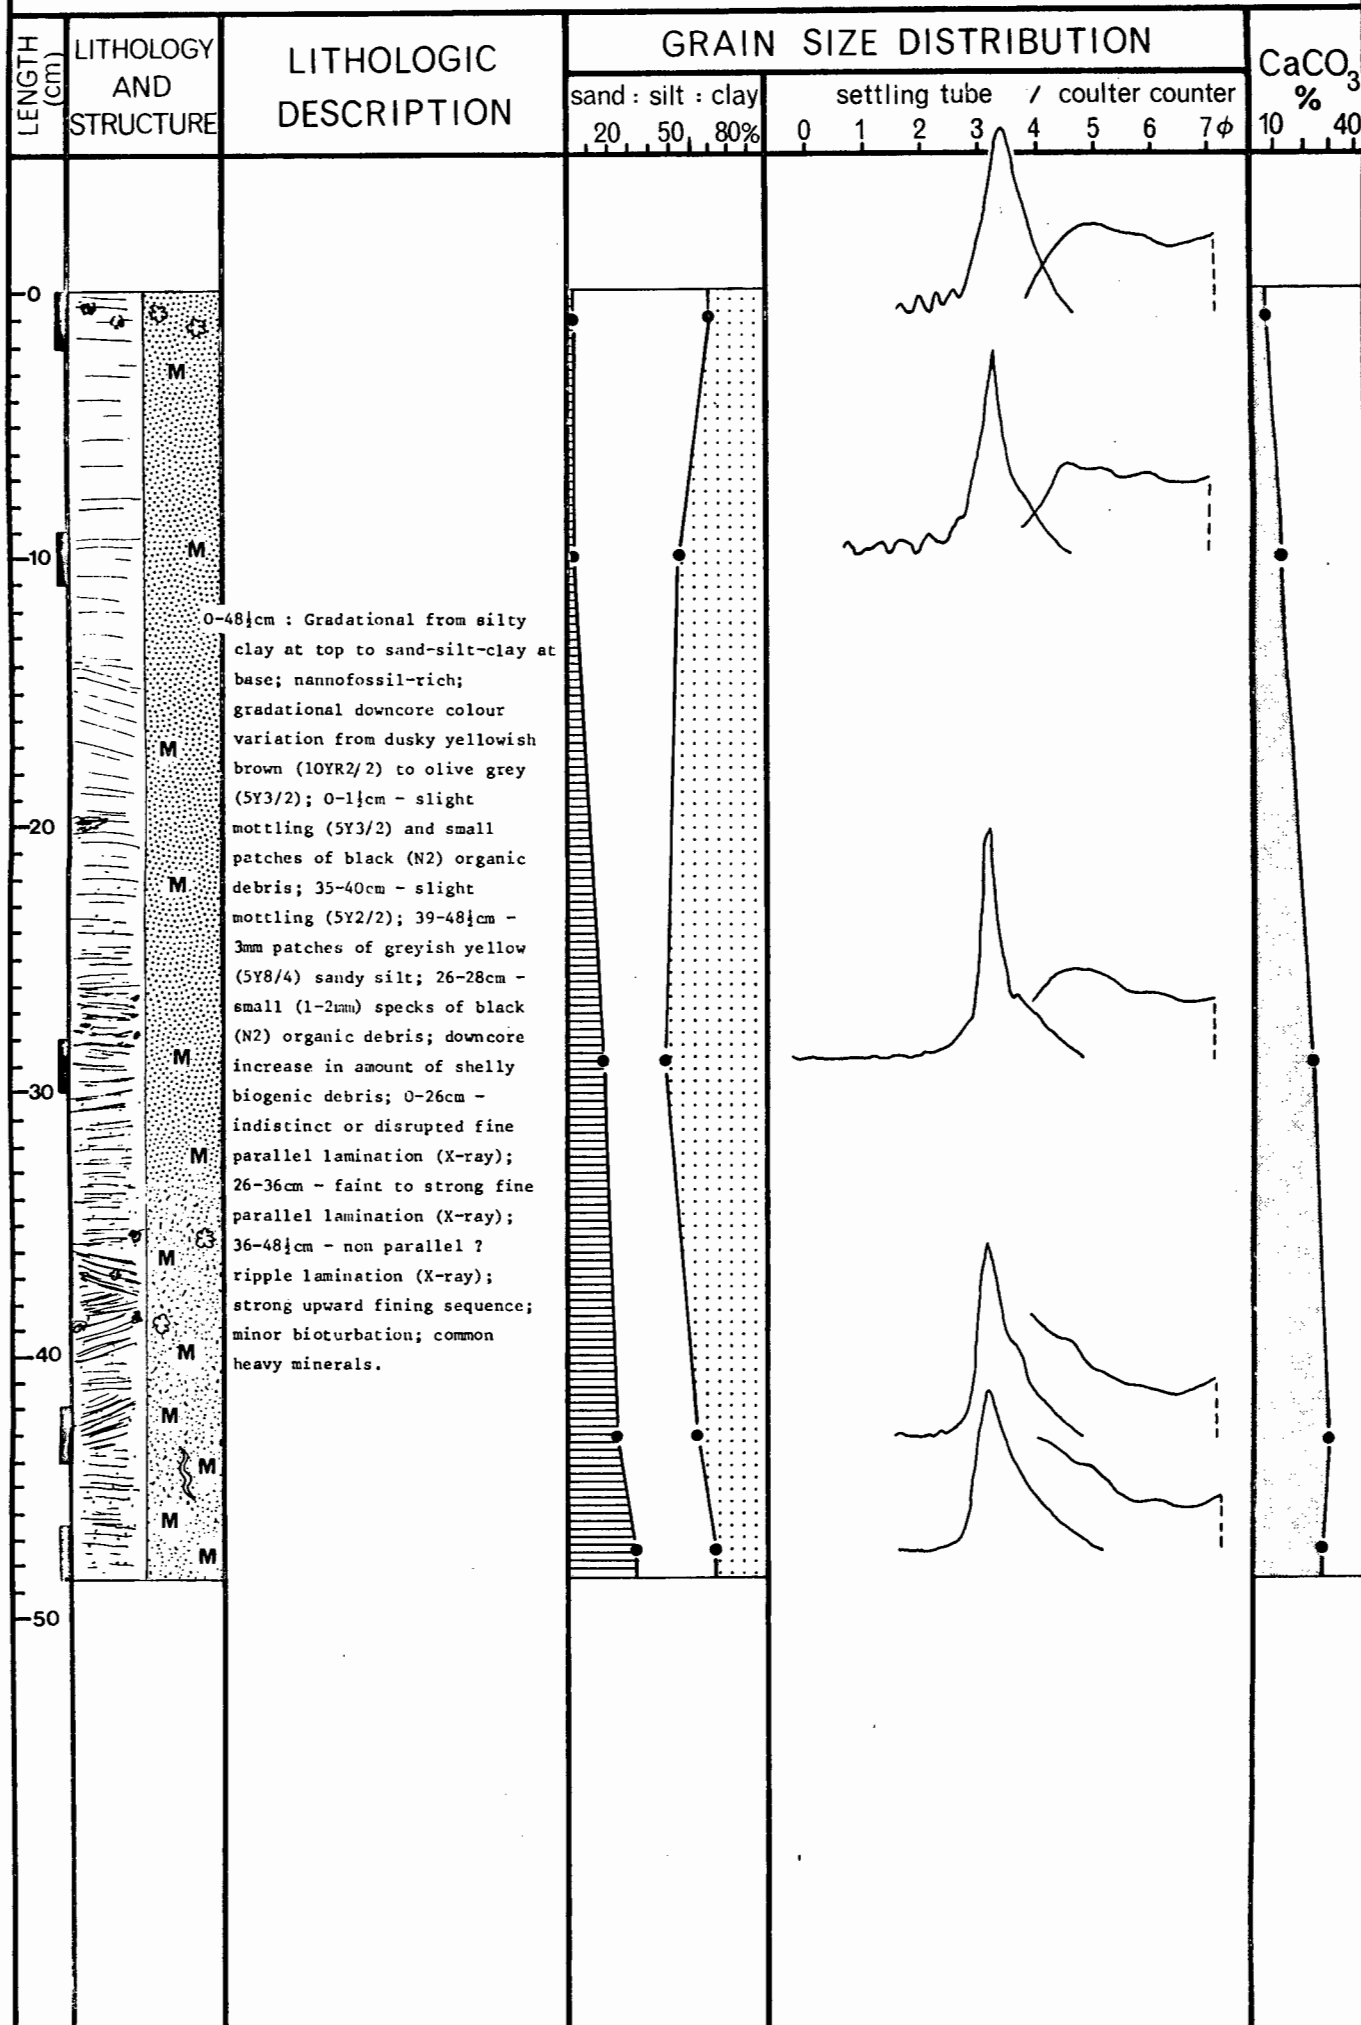 LENGTH (cm)
LITHOLOGY AND STRUCTURE
LITHOLOGIC DESCRIPTION
GRAIN SIZE DISTRIBUTION
sand : silt : clay
20 50 80%
settling tube / coulter counter
0 1 2 3 4 5 6 7ϕ
CaCO₃ %
10 40
0
M
M
10
0-48½cm : Gradational from silty
clay at top to sand-silt-clay at
base; nannofossil-rich;
gradational downcore colour
variation from dusky yellowish
brown (10YR2/2) to olive grey
(5Y3/2); 0-1½cm - slight
mottling (5Y3/2) and small
patches of black (N2) organic
debris; 35-40cm - slight
mottling (5Y2/2); 39-48½cm -
3mm patches of greyish yellow
(5Y8/4) sandy silt; 26-28cm -
small (1-2mm) specks of black
(N2) organic debris; downcore
increase in amount of shelly
biogenic debris; 0-26cm -
indistinct or disrupted fine
parallel lamination (X-ray);
26-36cm - faint to strong fine
parallel lamination (X-ray);
36-48½cm - non parallel ?
ripple lamination (X-ray);
strong upward fining sequence;
minor bioturbation; common
heavy minerals.
M
20
M
M
30
M
M
M
40
M
M
M
M
50